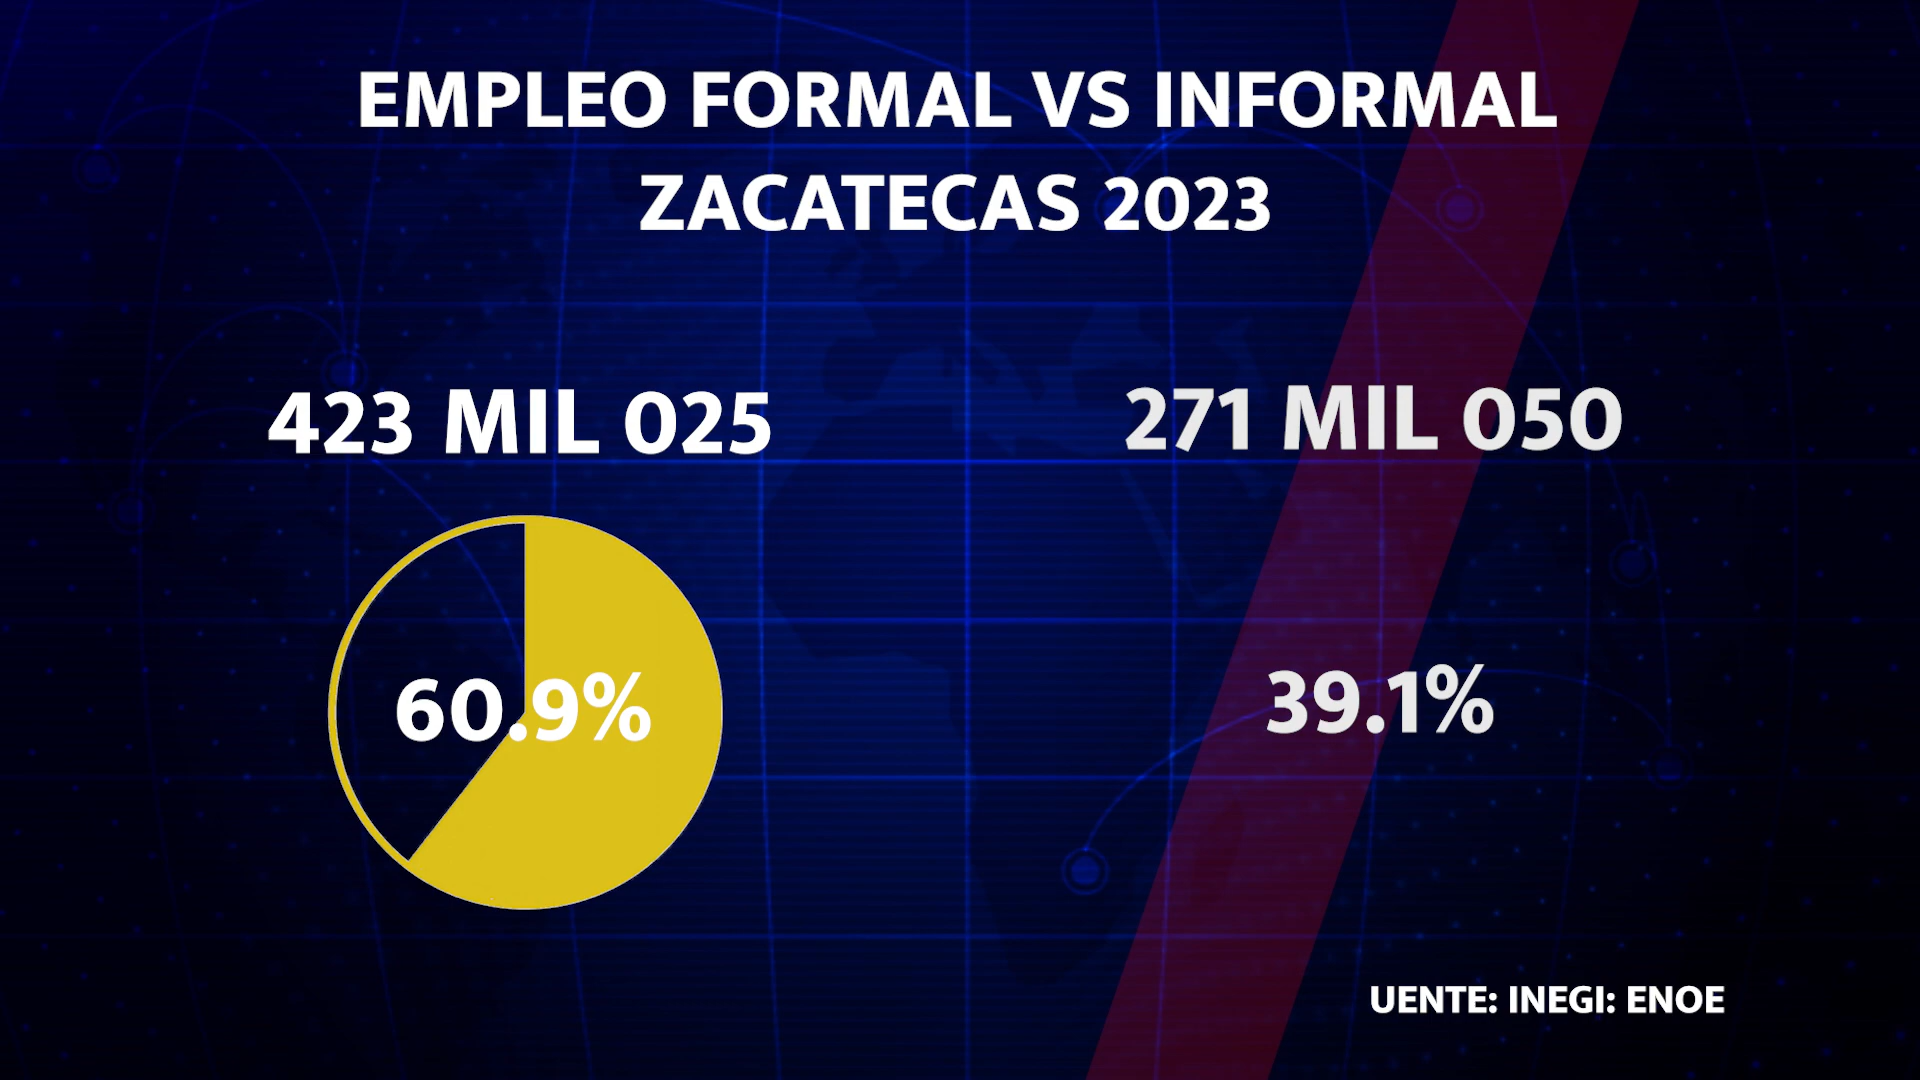 EMPLEO FORMAL VS INFORMAL
ZACATECAS 2023
423 MIL 025
271 MIL 050
60.9%
39.1%
UENTE: INEGI: ENOE